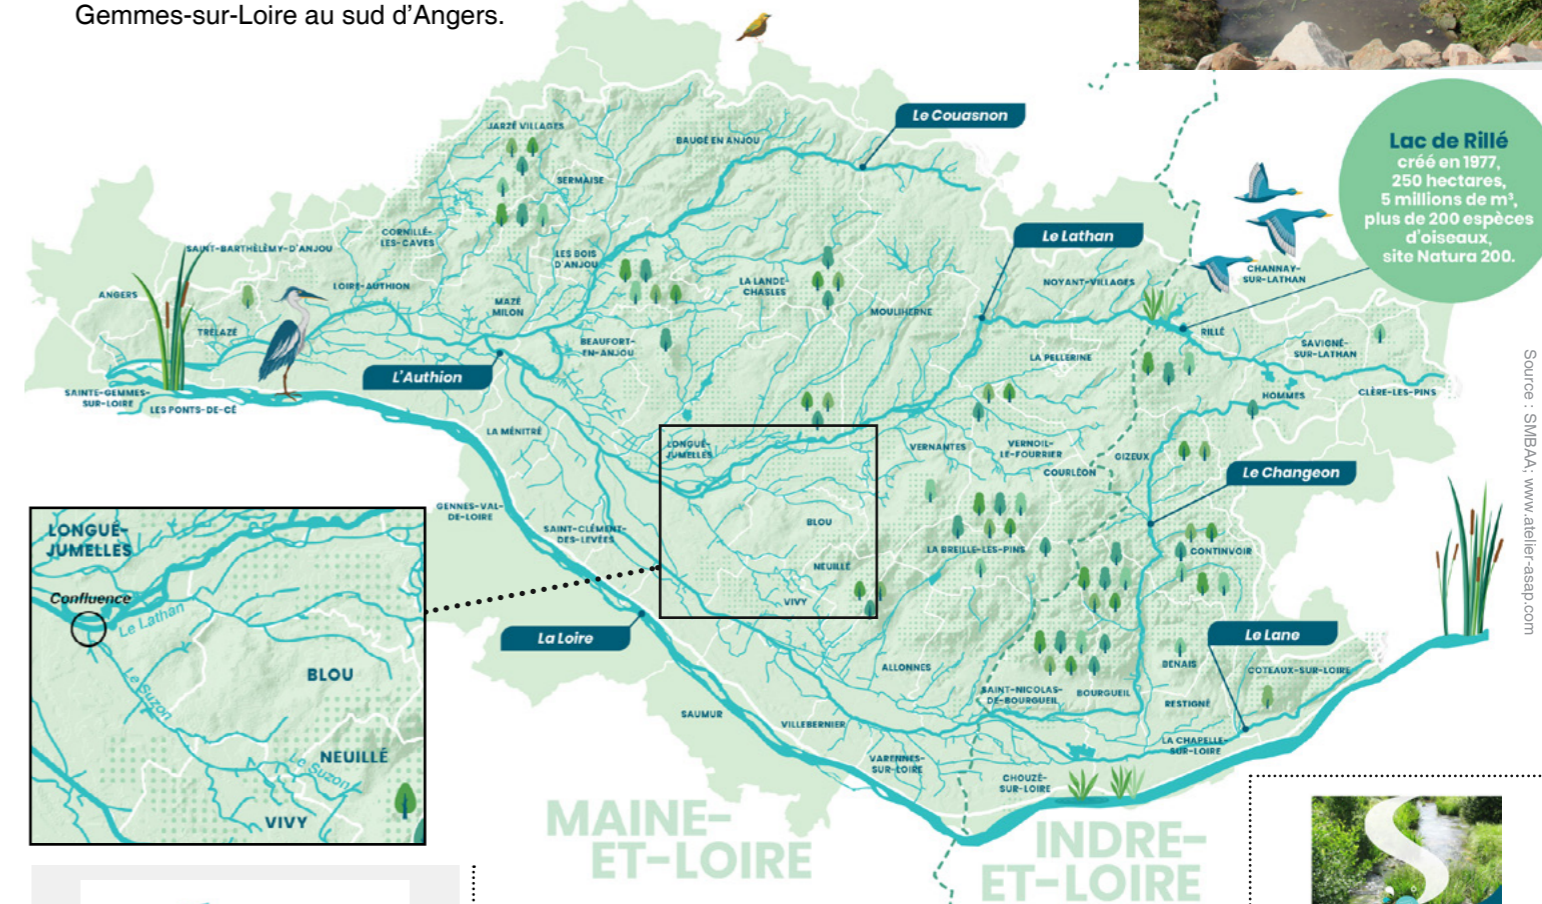 Gemmes-sur-Loire au sud d'Angers.
Le Couasnon
Lac de Rillé
créé en 1977,
250 hectares,
5 millions de m³,
plus de 200 espèces
d'oiseaux,
site Natura 200.
JARZÉ VILLAGES
BAUGÉ EN ANJOU
SERMAISE
CORNILLÉ-
LES-CAVES
Le Lathan
SAINT-BARTHÉLÉMY-D'ANJOU
LES BOIS
D'ANJOU
LOIRE-AUTHION
LA LANDE-
CHASLES
NOYANT-VILLAGES
CHANNAY-
SUR-LATHAN
ANGERS
MAZÉ
MILON
MOULIHERNE
TRÉLAZÉ
BEAUFORT-
EN-ANJOU
RILLÉ
SAVIGNÉ-
SUR-LATHAN
LA PELLERINE
L'Authion
SAINTE-GEMMES-
SUR-LOIRE
LES PONTS-DE-CÉ
HOMMES
CLÈRE-LES-PINS
LA MÉNITRÉ
LONGUÉ-
JUMELLES
VERNANTES
VERNOIL-
LE-FOURRIER
GIZEUX
COURLÉON
Le Changeon
GENNES-VAL-
DE-LOIRE
SAINT-CLÉMENT-
DES-LEVÉES
BLOU
LA BREILLE-LES-PINS
CONTINVOIR
NEUILLÉ
VIVY
LONGUÉ-
JUMELLES
Confluence
Le Lathan
BLOU
Le Suzon
NEUILLÉ
Le Suzon
VIVY
La Loire
Le Lane
ALLONNES
BENAIS
COTEAUX-SUR-LOIRE
SAINT-NICOLAS-
DE-BOURGUEIL
BOURGUEIL
RESTIGNÉ
SAUMUR
VILLEBERNIER
LA CHAPELLE-
SUR-LOIRE
VARENNES-
SUR-LOIRE
CHOUZÉ-
SUR-LOIRE
MAINE-
ET-LOIRE
INDRE-
ET-LOIRE
Source : SMBAA; www.atelier-asap.com